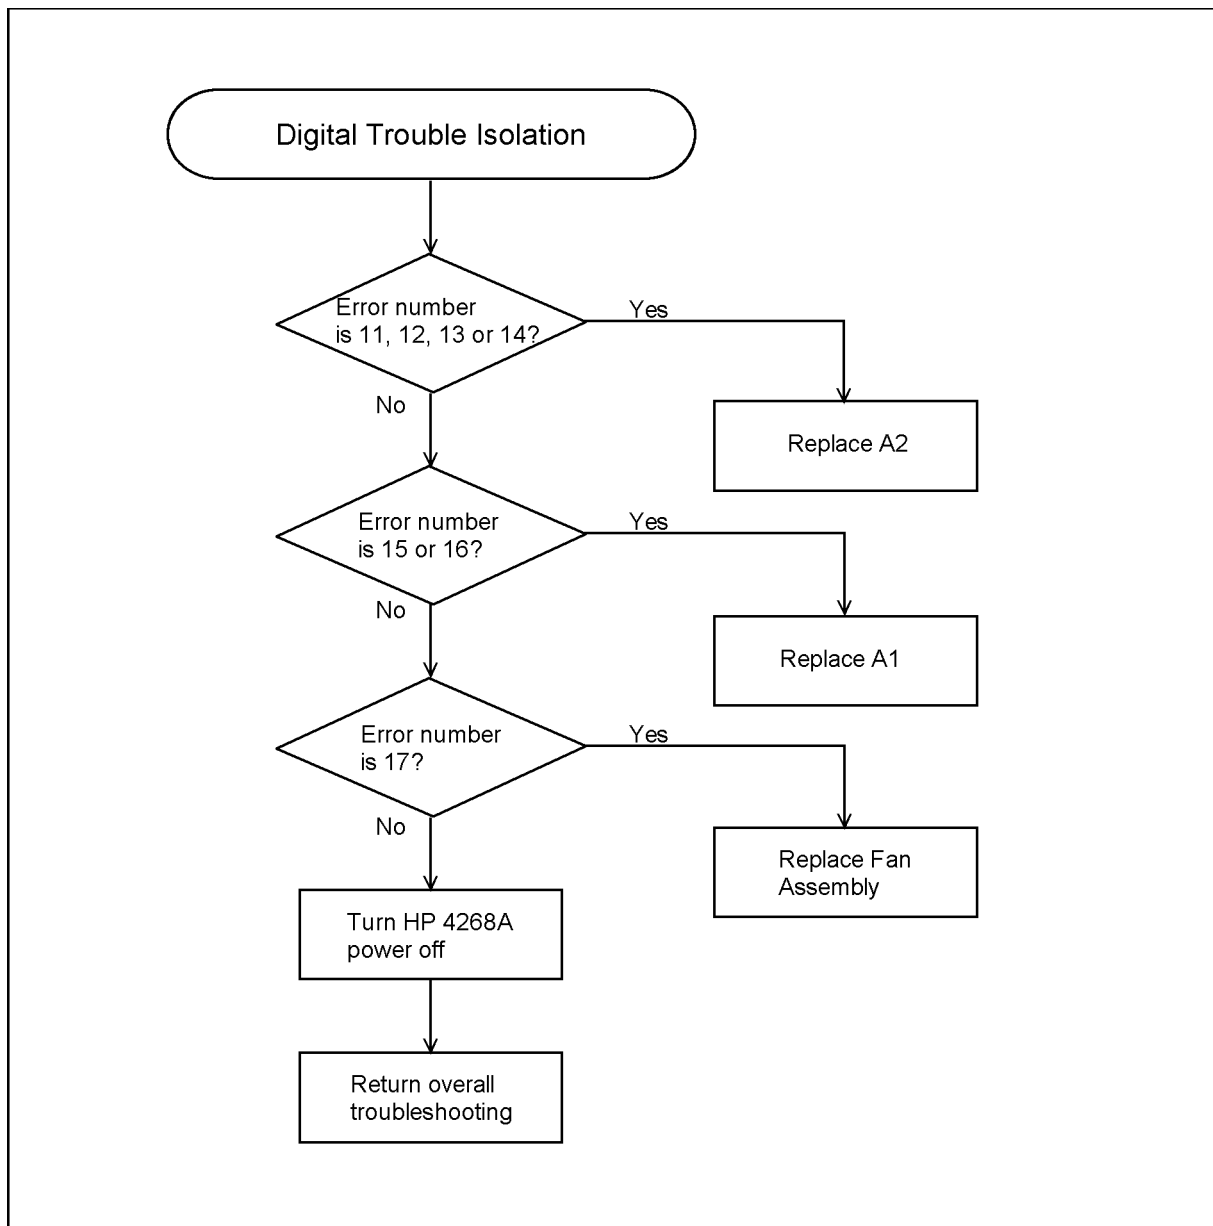 Digital Trouble Isolation
Error number
is 11, 12, 13 or 14?
Yes
No
Replace A2
Error number
is 15 or 16?
Yes
No
Replace A1
Error number
is 17?
Yes
No
Replace Fan
Assembly
Turn HP 4268A
power off
Return overall
troubleshooting